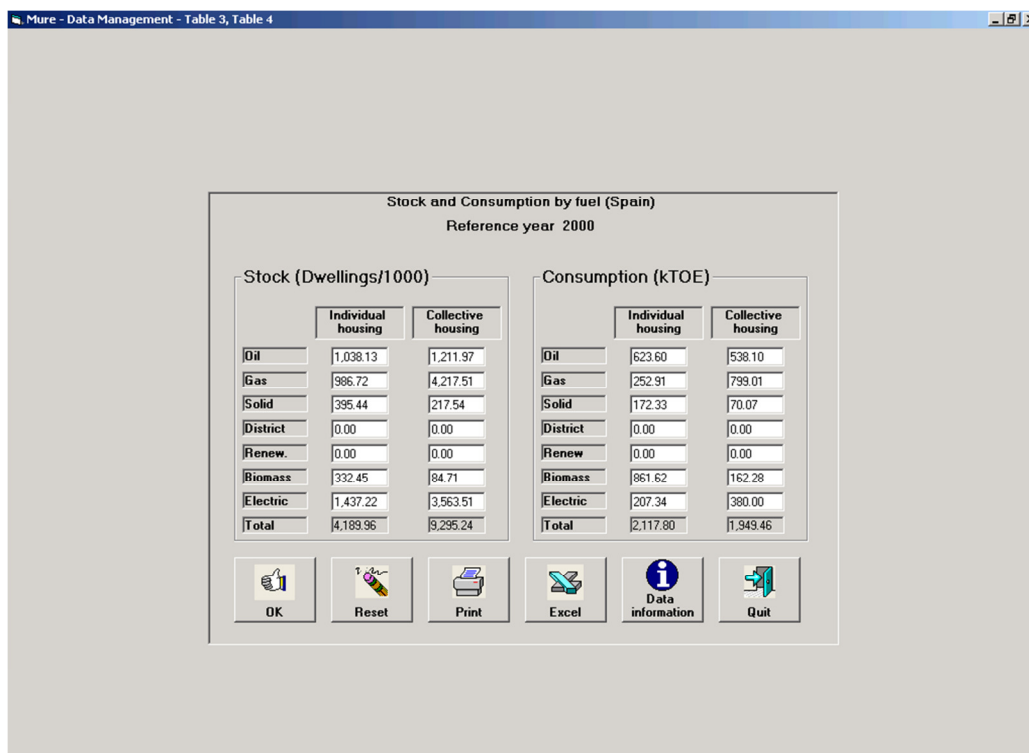 Mure - Data Management - Table 3, Table 4
Stock and Consumption by fuel (Spain)
Reference year 2000
Stock (Dwellings/1000)
Individual housing Collective housing
Oil 1,038.13 1,211.97
Gas 986.72 4,217.51
Solid 395.44 217.54
District 0.00 0.00
Renew. 0.00 0.00
Biomass 332.45 84.71
Electric 1,437.22 3,563.51
Total 4,189.96 9,295.24
Consumption (kTOE)
Individual housing Collective housing
Oil 623.60 538.10
Gas 252.91 799.01
Solid 172.33 70.07
District 0.00 0.00
Renew 0.00 0.00
Biomass 861.62 162.28
Electric 207.34 380.00
Total 2,117.80 1,949.46
OK
Reset
Print
Excel
Data information
Quit